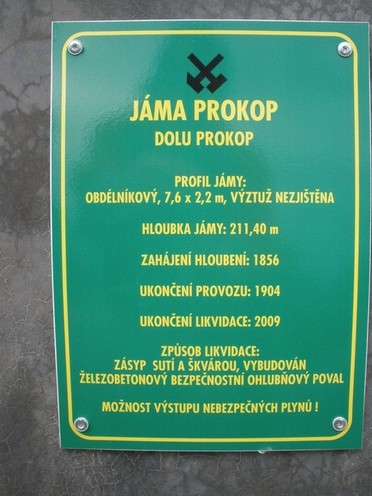 JÁMA PROKOP
DOLU PROKOP
PROFIL JÁMY:
OBDÉLNÍKOVÝ, 7,6 x 2,2 m, VÝZTUŽ NEZJIŠTĚNA
HLOUBKA JÁMY: 211,40 m
ZAHÁJENÍ HLOUBENÍ: 1856
UKONČENÍ PROVOZU: 1904
UKONČENÍ LIKVIDACE: 2009
ZPŮSOB LIKVIDACE:
ZÁSYP SUTÍ A ŠKVÁROU, VYBUDOVÁN
ŽELEZOBETONOVÝ BEZPEČNOSTNÍ OHLUBŇOVÝ POVAL
MOŽNOST VÝSTUPU NEBEZPEČNÝCH PLYNŮ !